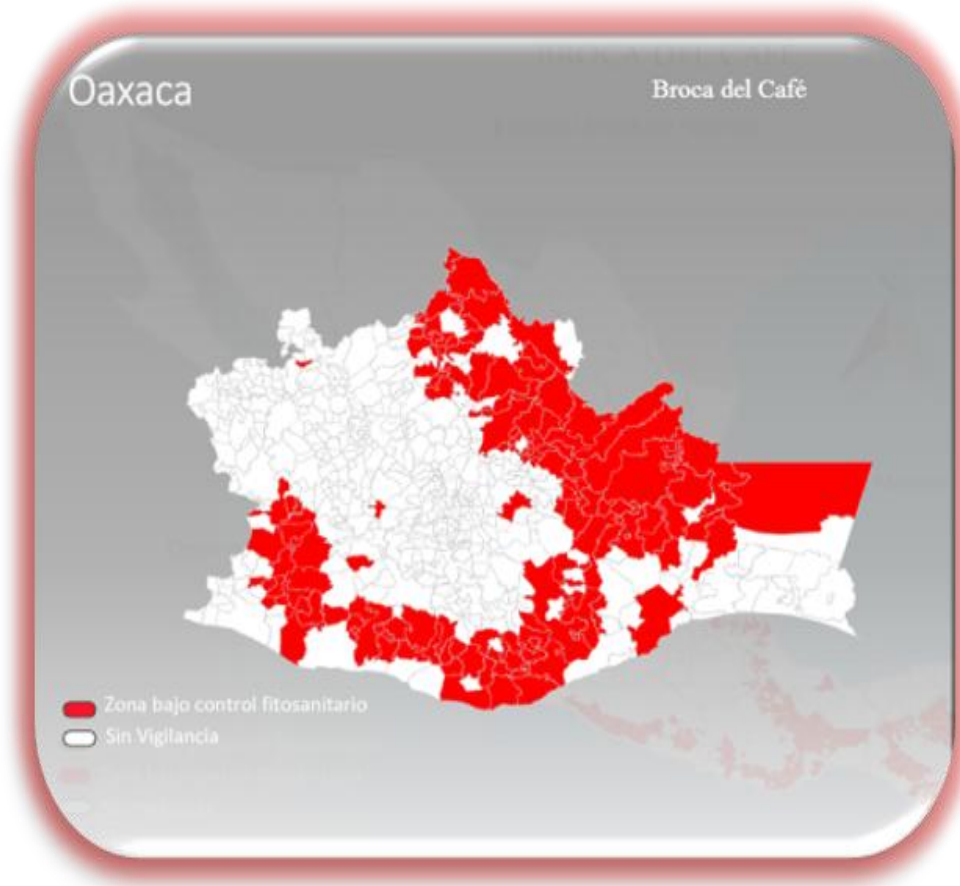 Oaxaca
Broca del Café
Zona bajo control fitosanitario
Sin Vigilancia